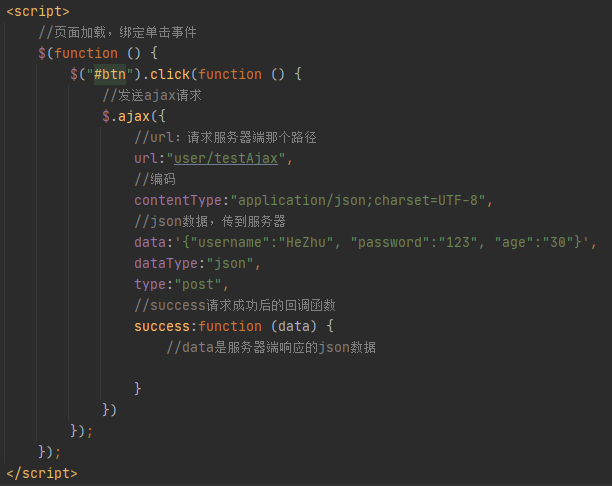 <script>
//页面加载，绑定单击事件
$(function () {
$("#btn").click(function () {
//发送ajax请求
$.ajax({
//url：请求服务器端那个路径
url:"user/testAjax",
//编码
contentType:"application/json;charset=UTF-8",
//json数据，传到服务器
data:'{"username":"HeZhu", "password":"123", "age":"30"}',
dataType:"json",
type:"post",
//success请求成功后的回调函数
success:function (data) {
//data是服务器端响应的json数据
}
})
});
});
</script>